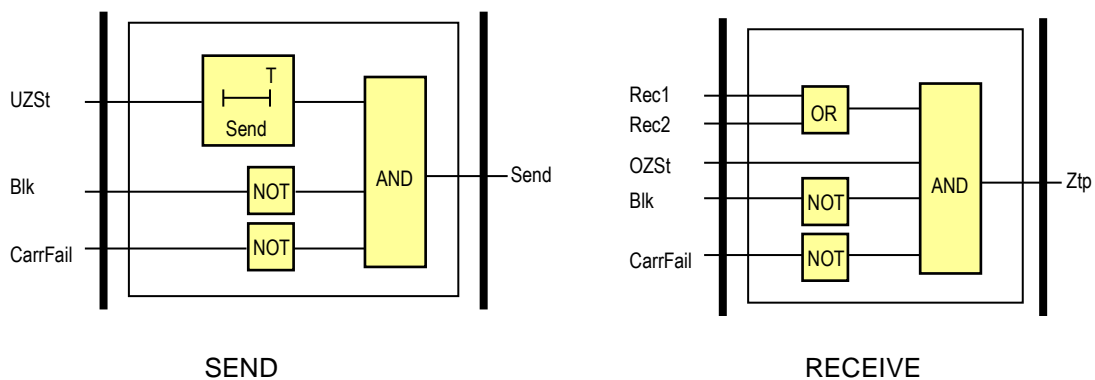 UZSt
T
Send
Blk
NOT
AND
Send
CarrFail
NOT
SEND
Rec1
OR
Rec2
OZSt
AND
Ztp
Blk
NOT
CarrFail
NOT
RECEIVE